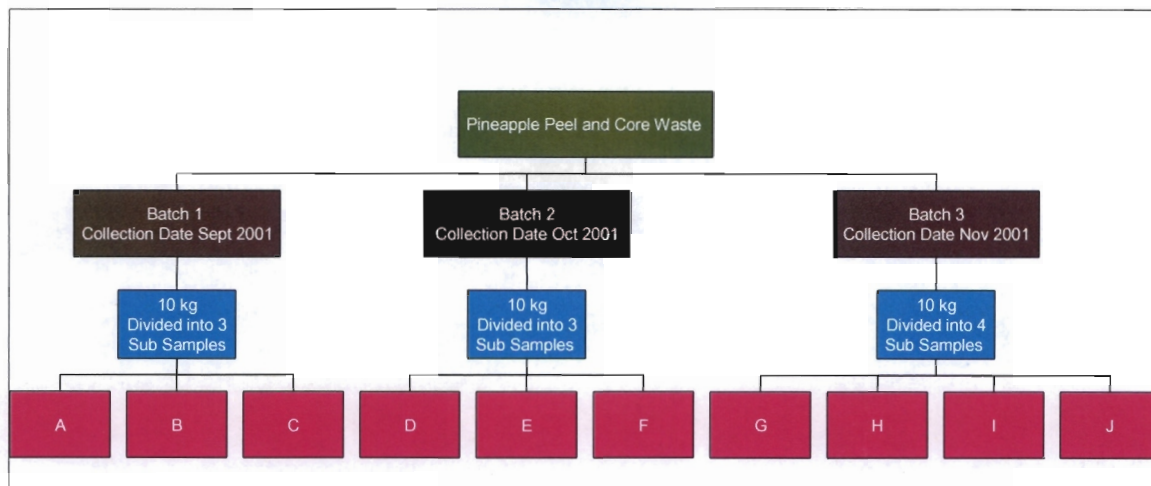 Pineapple Peel and Core Waste
Batch 1
Collection Date Sept 2001
Batch 2
Collection Date Oct 2001
Batch 3
Collection Date Nov 2001
10 kg
Divided into 3
Sub Samples
10 kg
Divided into 3
Sub Samples
10 kg
Divided into 4
Sub Samples
A
B
C
D
E
F
G
H
I
J